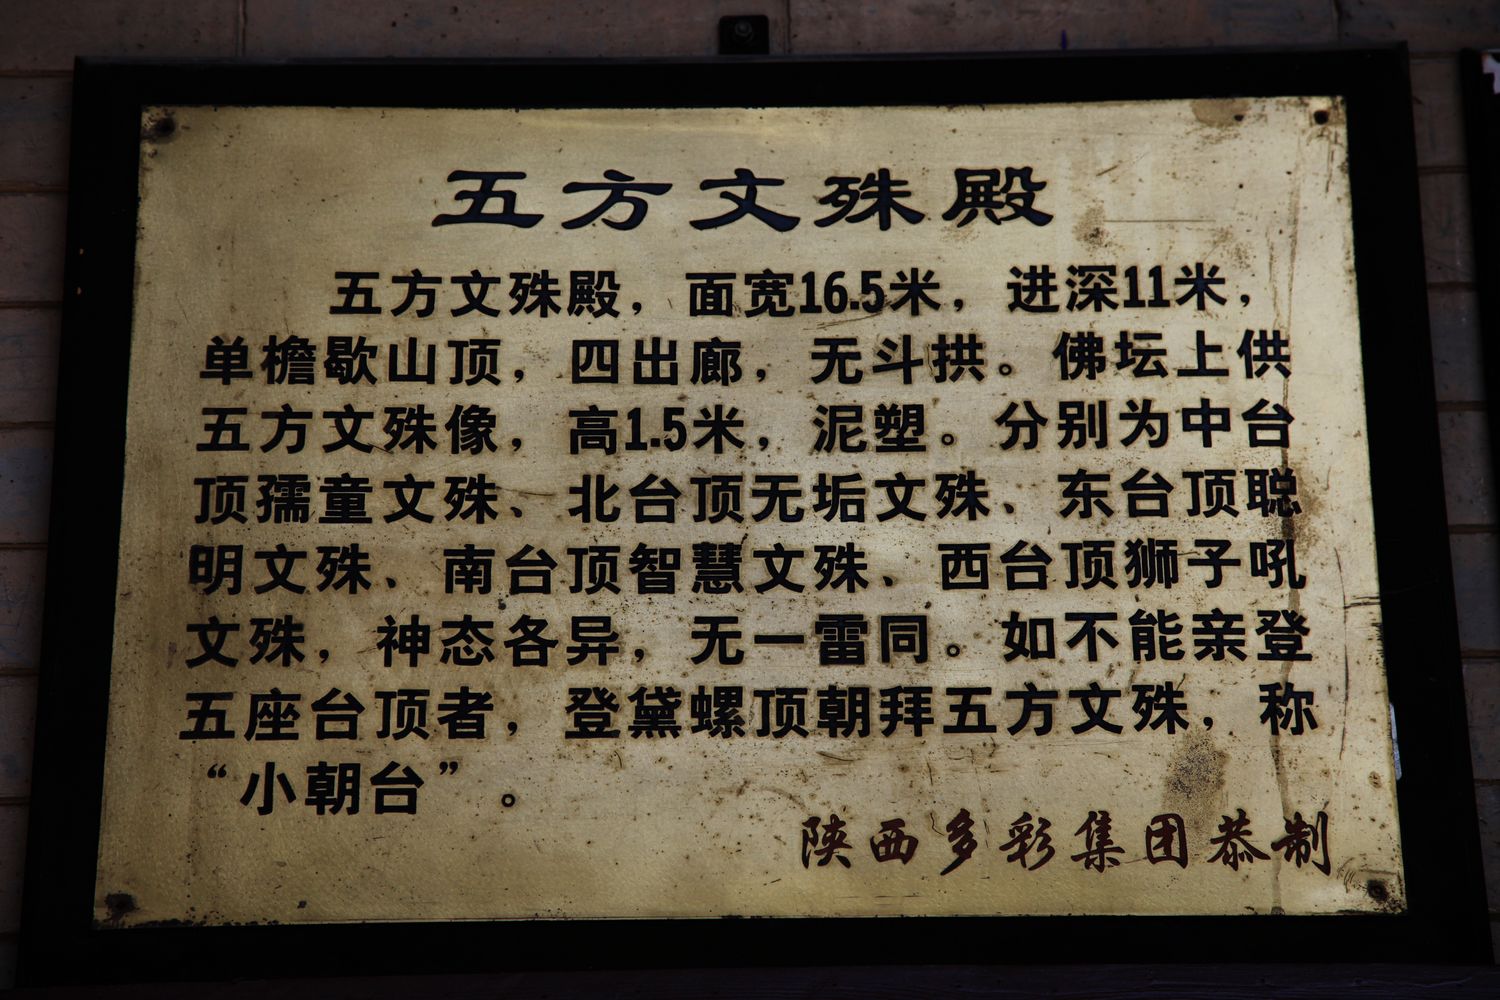 五方文殊殿
五方文殊殿，面宽16.5米，进深11米，
单檐歇山顶，四出廊，无斗拱。佛坛上供
五方文殊像，高1.5米，泥塑。分别为中台
顶孺童文殊、北台顶无垢文殊、东台顶聪
明文殊、南台顶智慧文殊、西台顶狮子吼
文殊，神态各异，无一雷同。如不能亲登
五座台顶者，登黛螺顶朝拜五方文殊，称
“小朝台”。
陕西多彩集团恭制